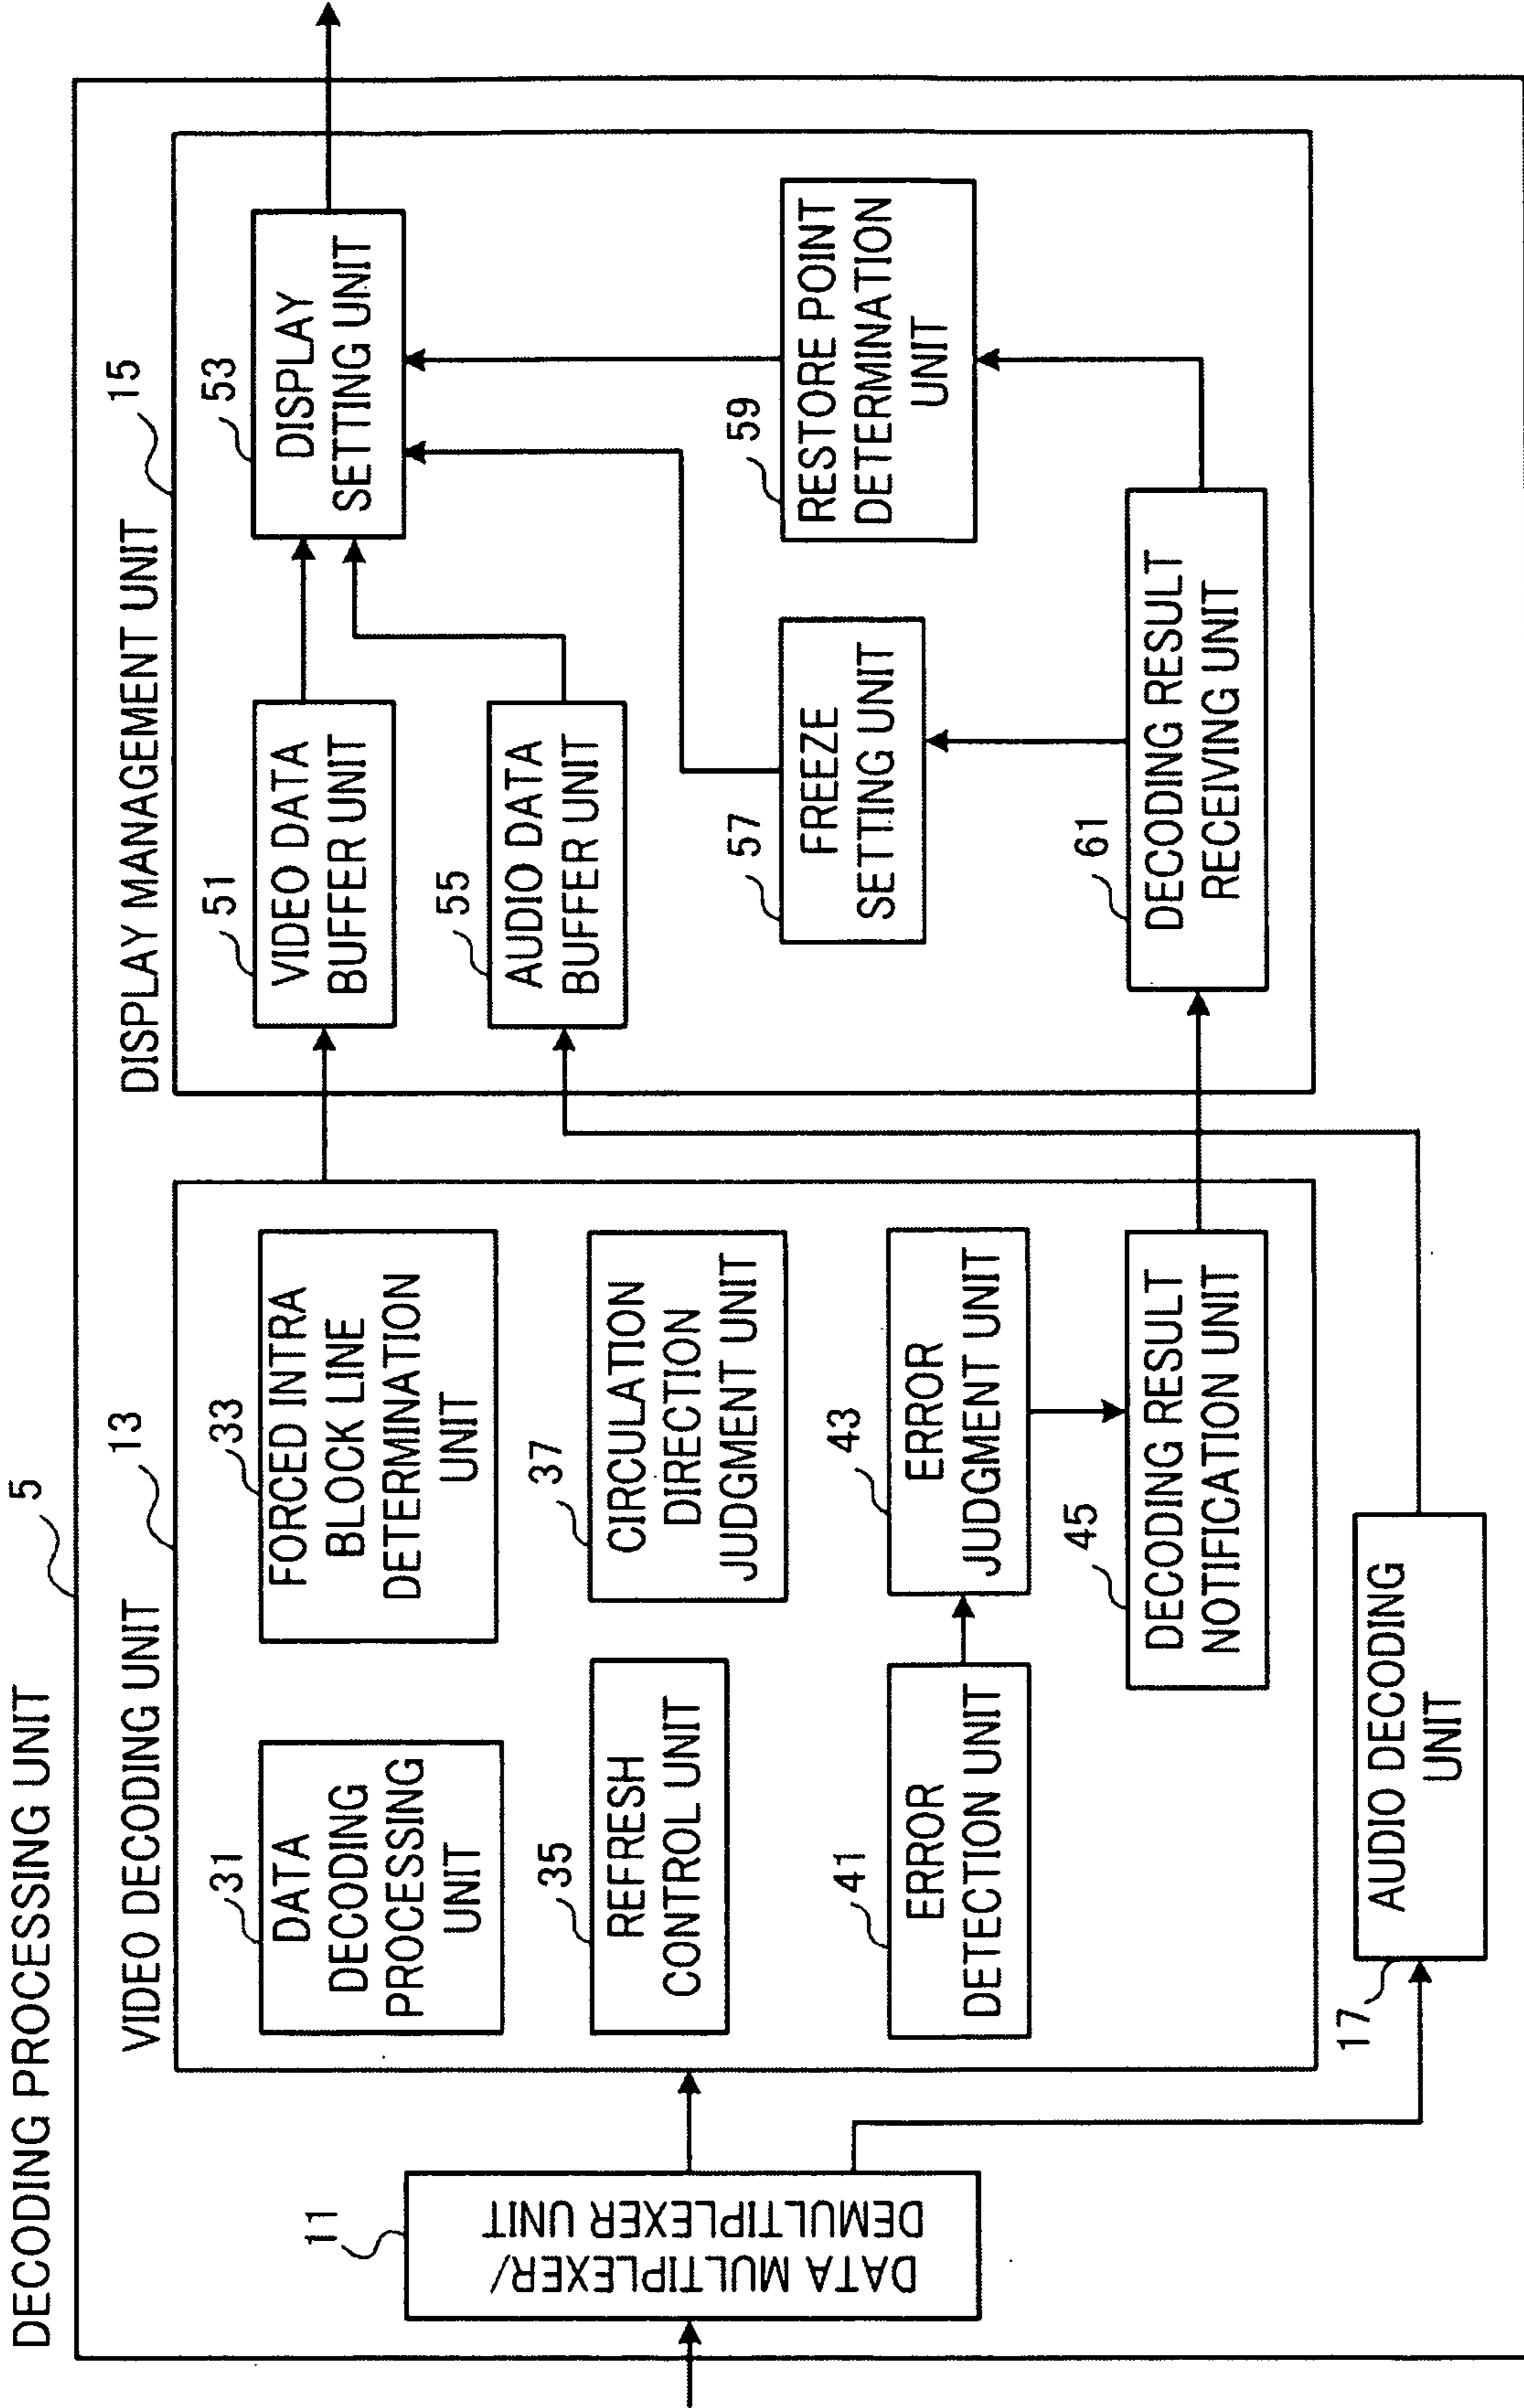 DECODING PROCESSING UNIT
5
VIDEO DECODING UNIT
13
DISPLAY MANAGEMENT UNIT
15
11
DATA MULTIPLEXER/
DEMULTIPLEXER UNIT
31
DATA
DECODING
PROCESSING
UNIT
33
FORCED INTRA
BLOCK LINE
DETERMINATION
UNIT
35
REFRESH
CONTROL UNIT
37
CIRCULATION
DIRECTION
JUDGMENT UNIT
41
ERROR
DETECTION UNIT
43
ERROR
JUDGMENT UNIT
45
DECODING RESULT
NOTIFICATION UNIT
17
AUDIO DECODING
UNIT
51
VIDEO DATA
BUFFER UNIT
53
DISPLAY
SETTING UNIT
55
AUDIO DATA
BUFFER UNIT
57
FREEZE
SETTING UNIT
59
RESTORE POINT
DETERMINATION
UNIT
61
DECODING RESULT
RECEIVING UNIT